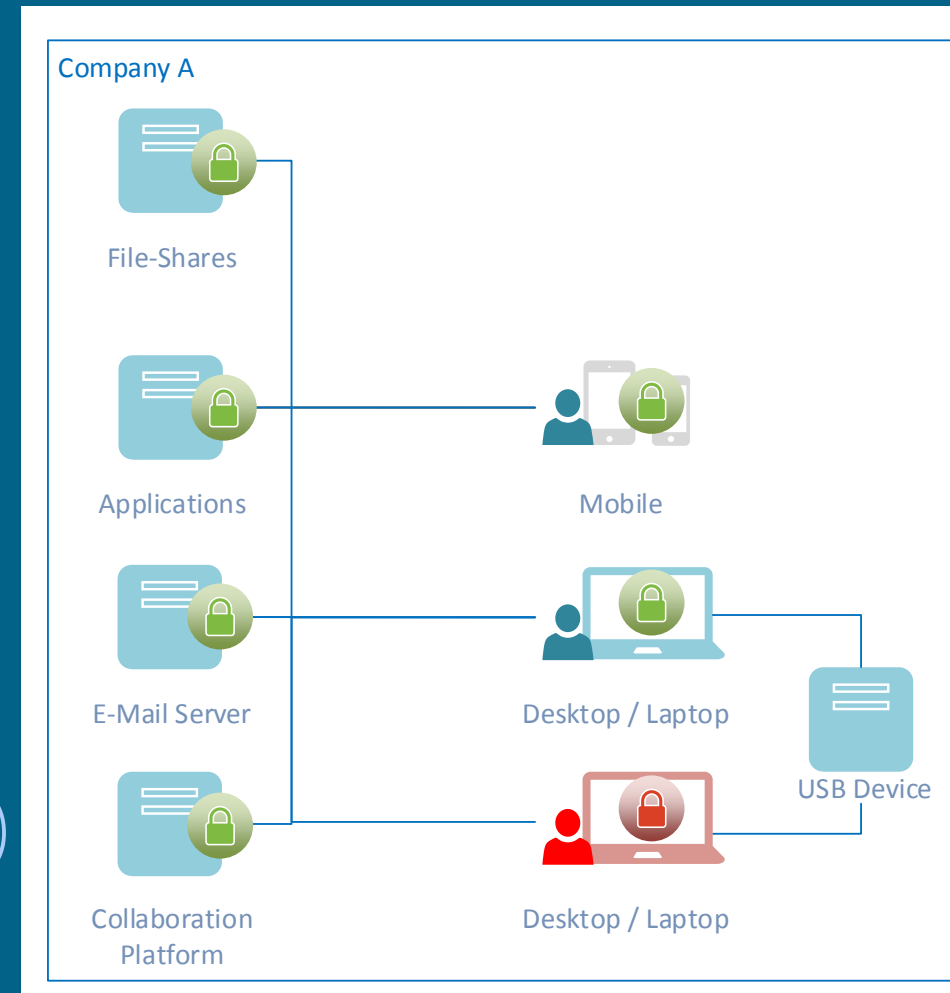 Company A
File-Shares
Applications
Mobile
E-Mail Server
Desktop / Laptop
USB Device
Collaboration
Platform
Desktop / Laptop